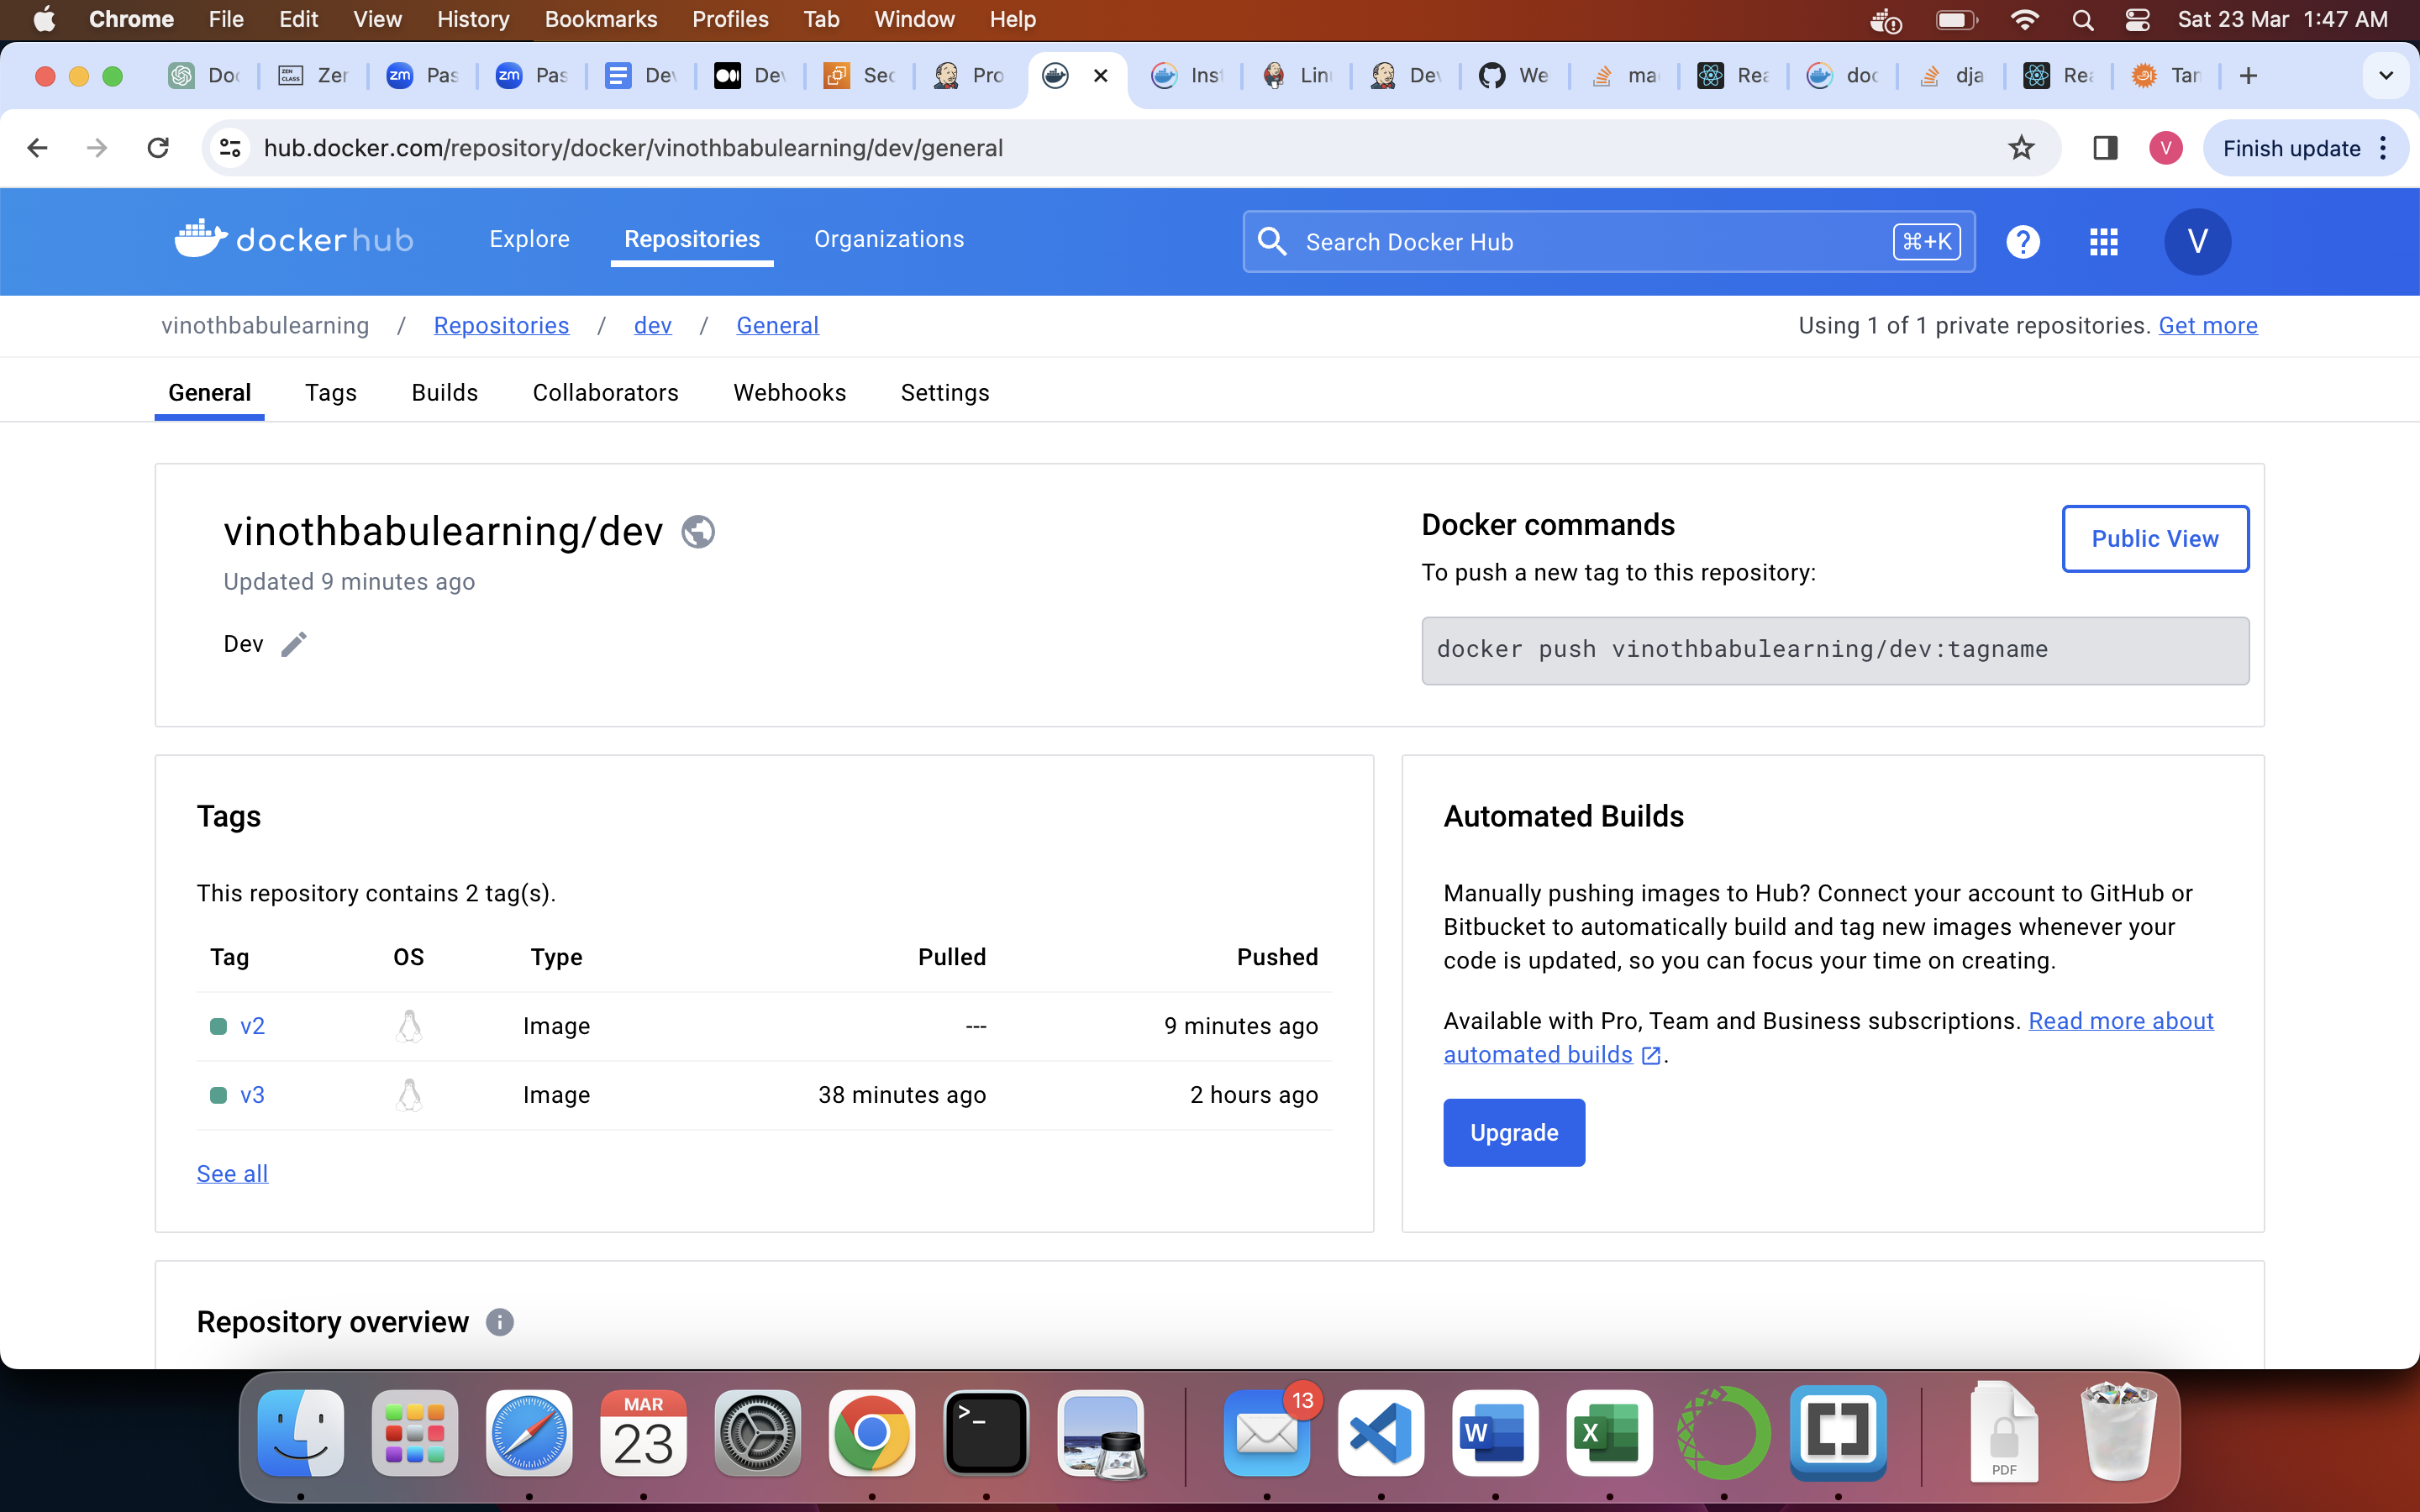 Chrome File Edit View History Bookmarks Profiles Tab Window Help Sat 23 Mar 1:47 AM
Doc Zer Pas Pas Dev Dev Sec Pro Inst Lin Dev We ma Rea doc dja Rea Tan
hub.docker.com/repository/docker/vinothbabulearning/dev/general V Finish update
dockerhub Explore Repositories Organizations Search Docker Hub ⌘+K ? V
vinothbabulearning / Repositories / dev / General Using 1 of 1 private repositories. Get more
General Tags Builds Collaborators Webhooks Settings
vinothbabulearning/dev
Updated 9 minutes ago
Dev
Docker commands
Public View
To push a new tag to this repository:
docker push vinothbabulearning/dev:tagname
Tags
This repository contains 2 tag(s).
Tag OS Type Pulled Pushed
v2 Image --- 9 minutes ago
v3 Image 38 minutes ago 2 hours ago
See all
Automated Builds
Manually pushing images to Hub? Connect your account to GitHub or
Bitbucket to automatically build and tag new images whenever your
code is updated, so you can focus your time on creating.
Available with Pro, Team and Business subscriptions. Read more about
automated builds.
Upgrade
Repository overview
MAR
23
>_
13
W
X
PDF